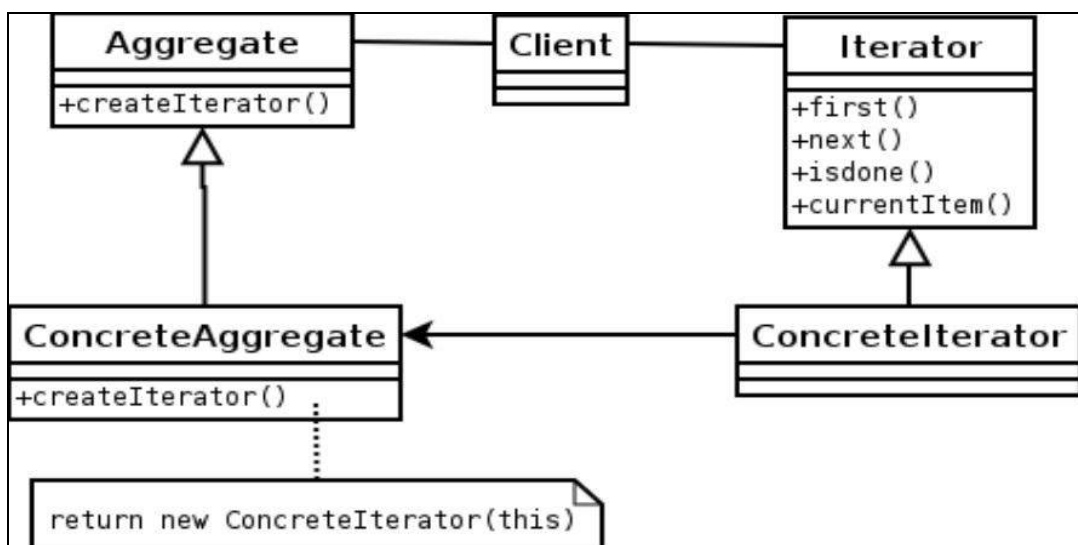 Aggregate
+createIterator()
Client
Iterator
+first()
+next()
+isdone()
+currentItem()
ConcreteAggregate
+createIterator()
ConcreteIterator
return new ConcreteIterator(this)